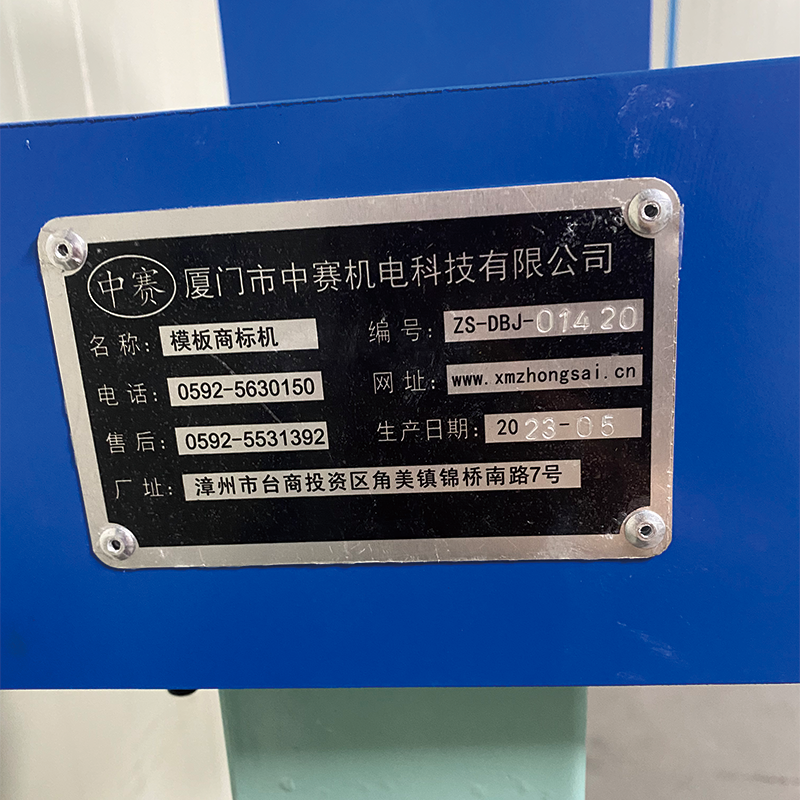 中赛 厦门市中赛机电科技有限公司
名称: 模板商标机 编号: ZS-DBJ-01420
电话: 0592-5630150 网址: www.xmzhongsai.cn
售后: 0592-5531392 生产日期: 2023-05
厂址: 漳州市台商投资区角美镇锦桥南路7号